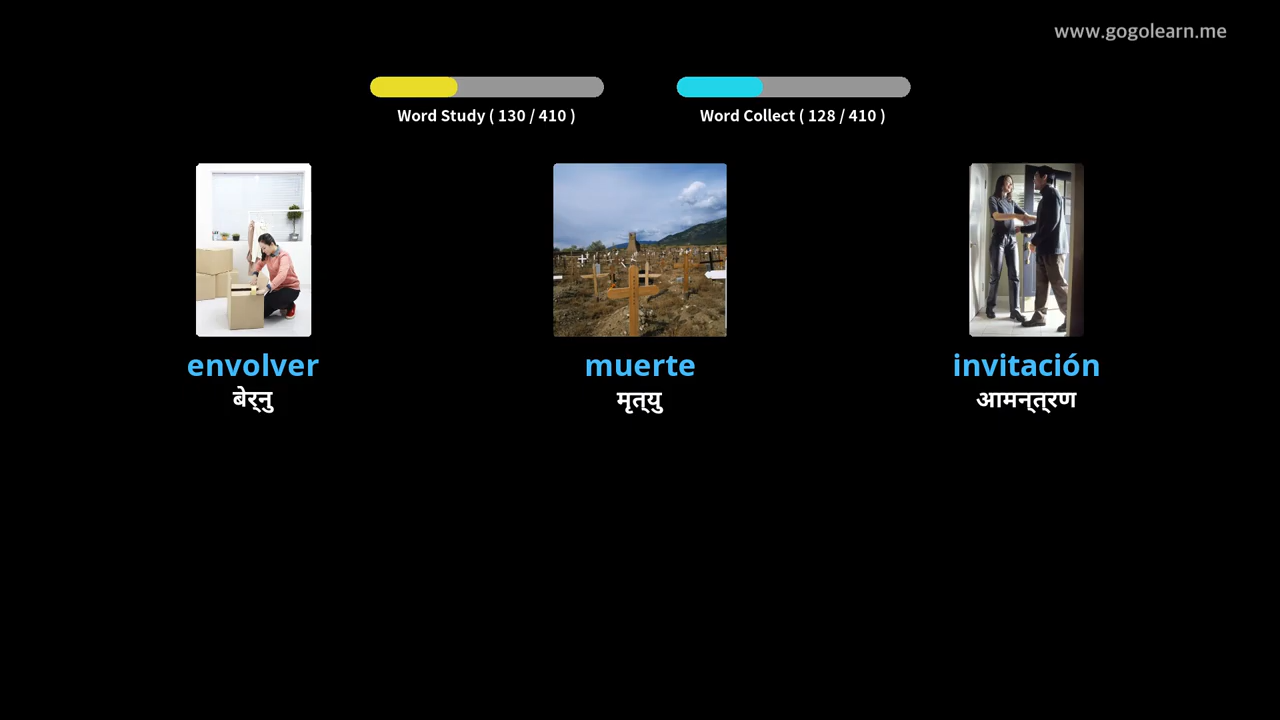 www.gogolearn.me
Word Study ( 130 / 410 )
Word Collect ( 128 / 410 )
envolver
muerte
invitación
बेर्नु
मृत्यु
आमन्त्रण